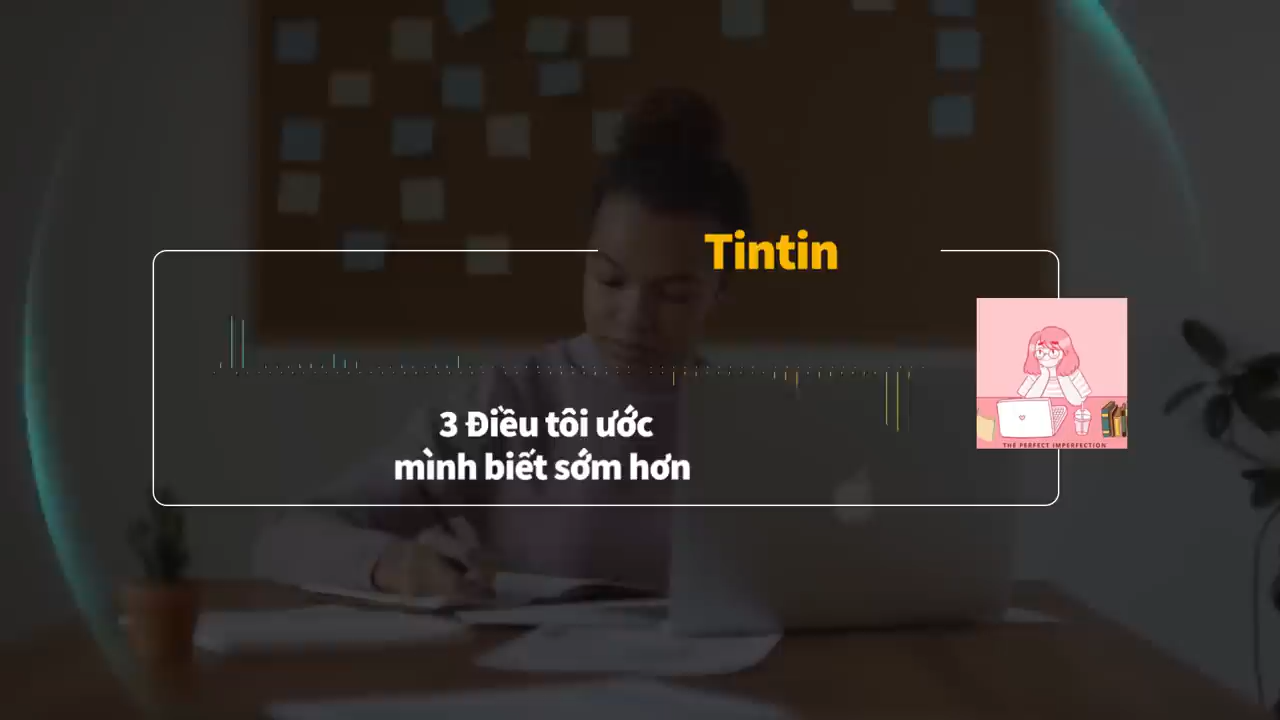 Tintin
3 Điều tôi ước
mình biết sớm hơn
THE PERFECT IMPERFECTION